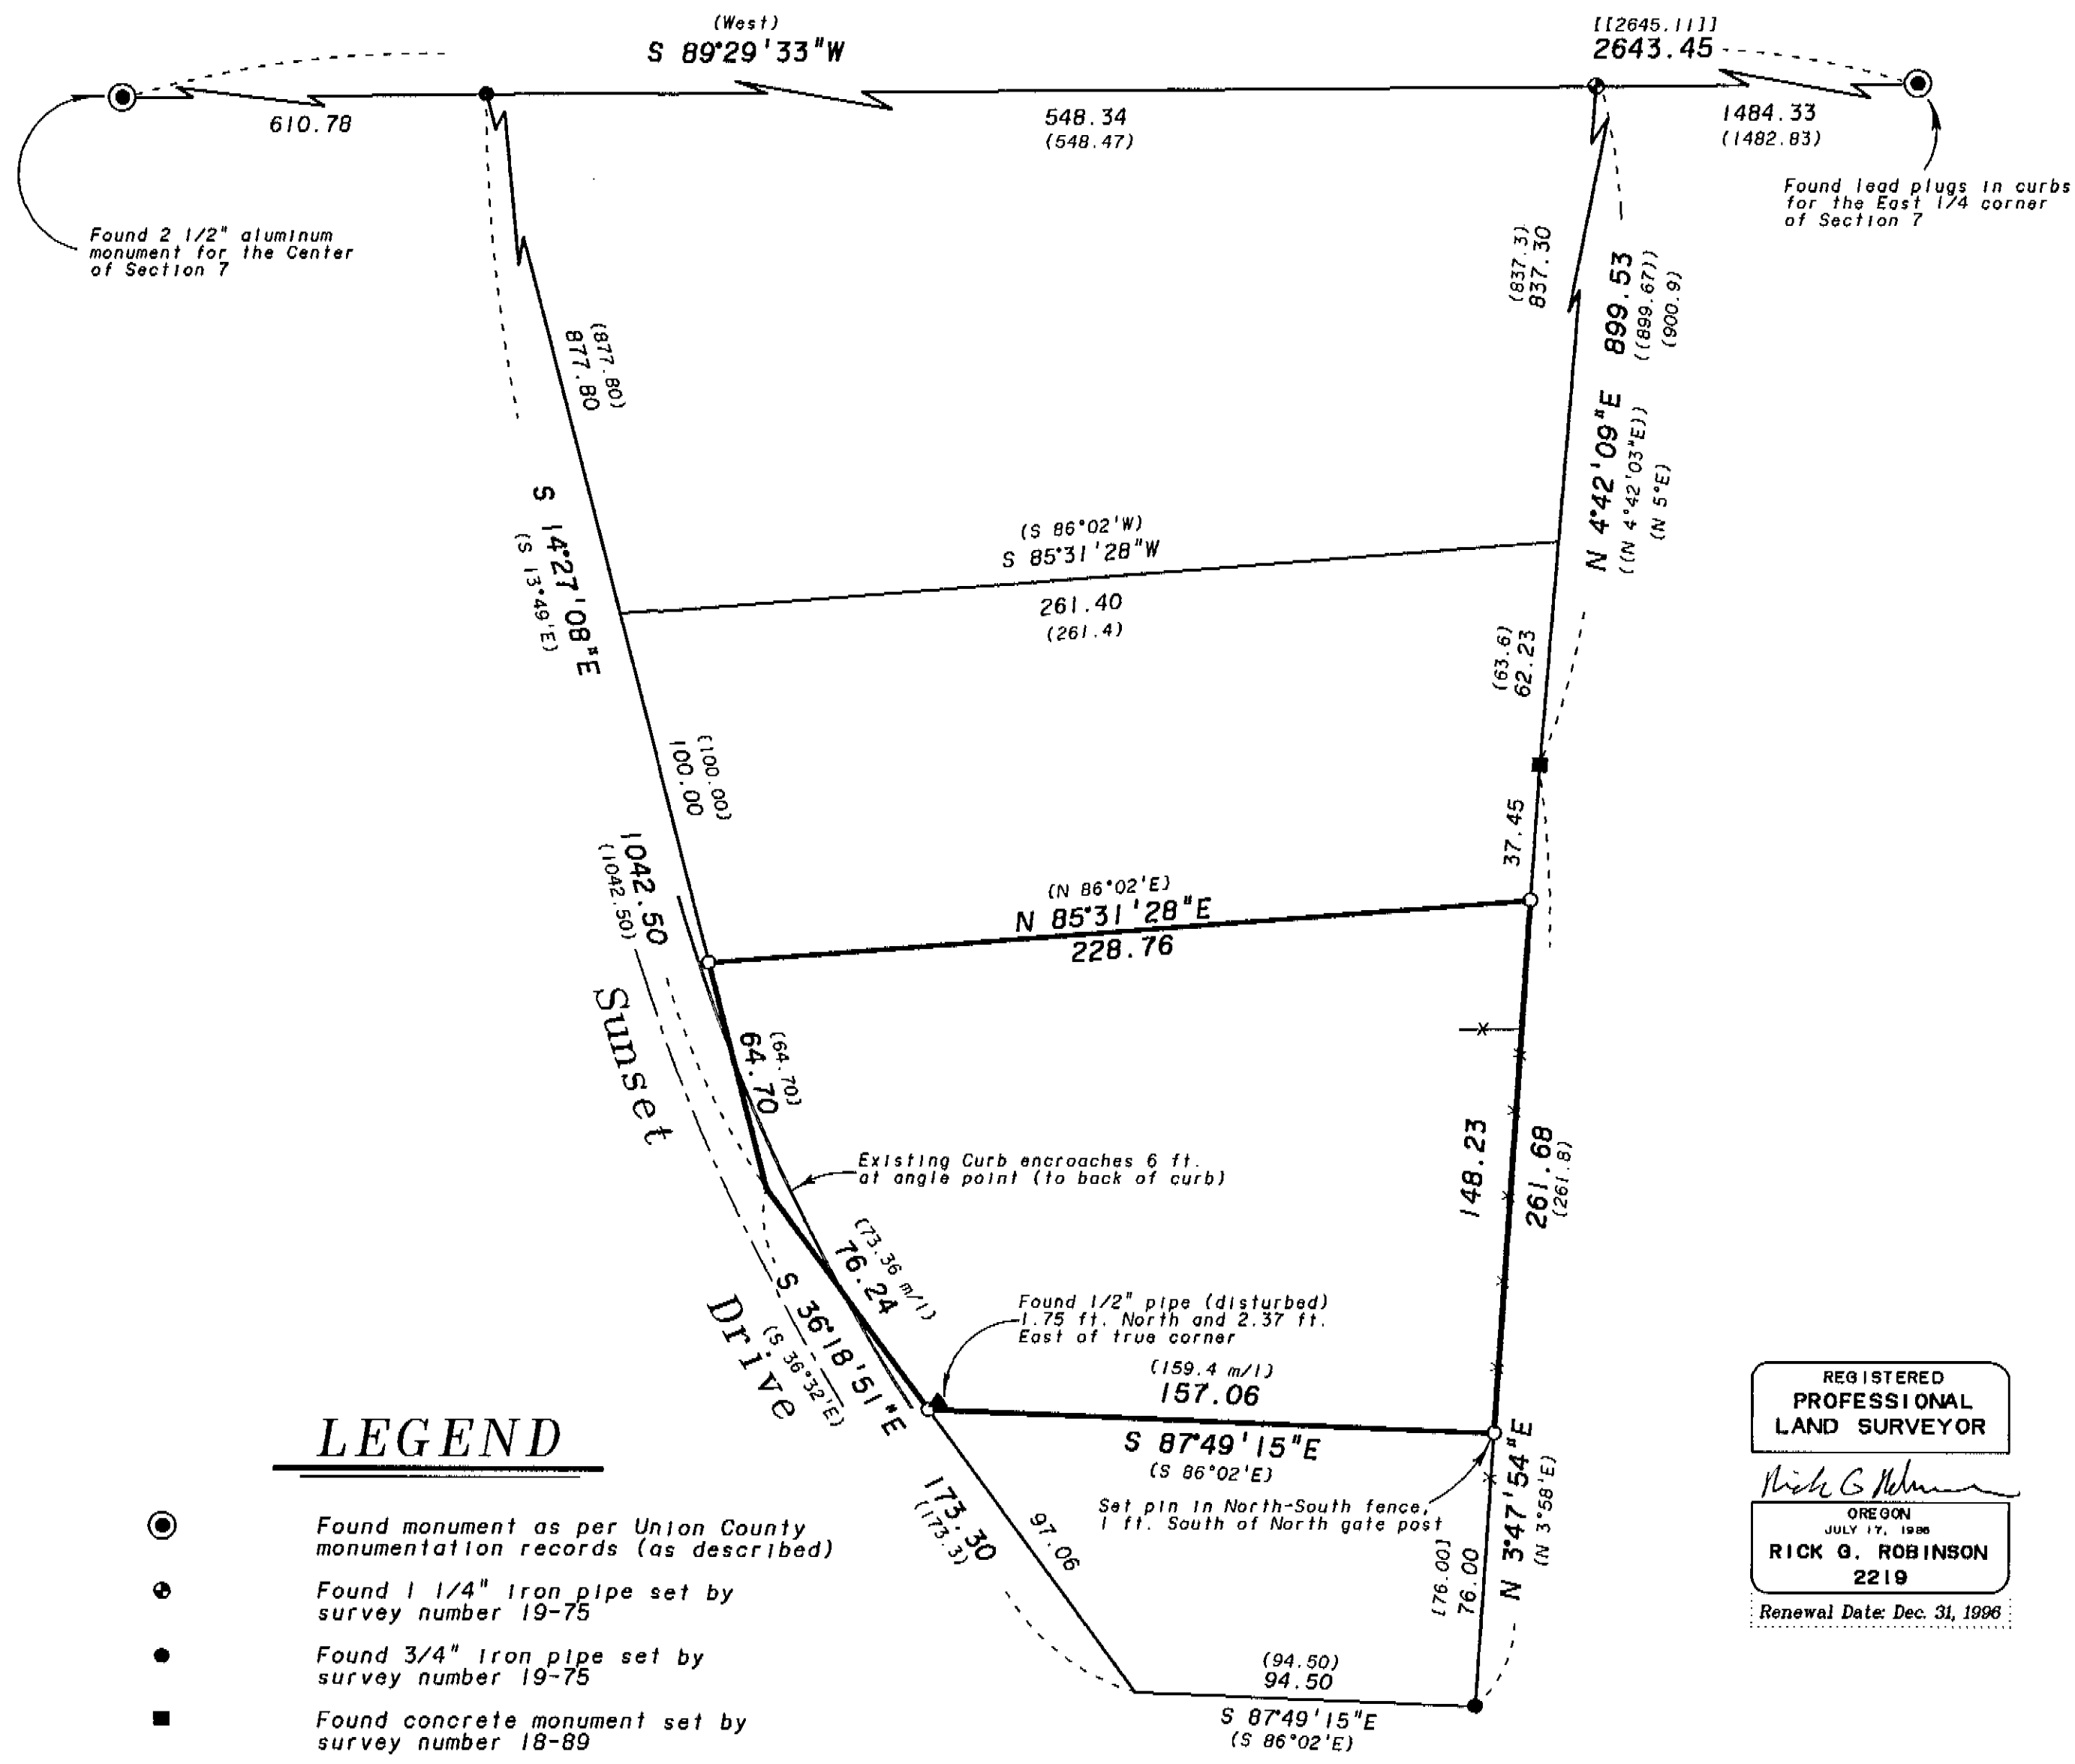 (West)
S 89°29'33"W
[[2645.11]]
2643.45
610.78
548.34
(548.47)
1484.33
(1482.83)
Found 2 1/2" aluminum
monument for the Center
of Section 7
Found lead plugs in curbs
for the East 1/4 corner
of Section 7
(877.80)
877.80
(837.3)
837.30
899.53
((899.67))
(900.9)
N 4°42'09"E
((N 4°42'03"E))
(N 5°E)
S 14°27'08"E
(S 13°49'E)
(S 86°02'W)
S 85°31'28"W
261.40
(261.4)
(63.6)
62.23
(100.00)
100.00
37.45
1042.50
(1042.50)
(N 86°02'E)
N 85°31'28"E
228.76
Sunset
Drive
(64.70)
64.70
148.23
261.68
(261.8)
Existing Curb encroaches 6 ft.
at angle point (to back of curb)
(73.36 m/l)
76.24
S 36°18'51"E
(S 36°32'E)
Found 1/2" pipe (disturbed)
1.75 ft. North and 2.37 ft.
East of true corner
(159.4 m/l)
157.06
S 87°49'15"E
(S 86°02'E)
Set pin in North-South fence,
1 ft. South of North gate post
N 3°47'54"E
(N 3°58'E)
173.30
(173.3)
97.06
[76.00]
76.00
(94.50)
94.50
S 87°49'15"E
(S 86°02'E)
LEGEND
Found monument as per Union County
monumentation records (as described)
Found 1 1/4" iron pipe set by
survey number 19-75
Found 3/4" iron pipe set by
survey number 19-75
Found concrete monument set by
survey number 18-89
REGISTERED
PROFESSIONAL
LAND SURVEYOR
OREGON
JULY 17, 1986
RICK G. ROBINSON
2219
Renewal Date: Dec. 31, 1996